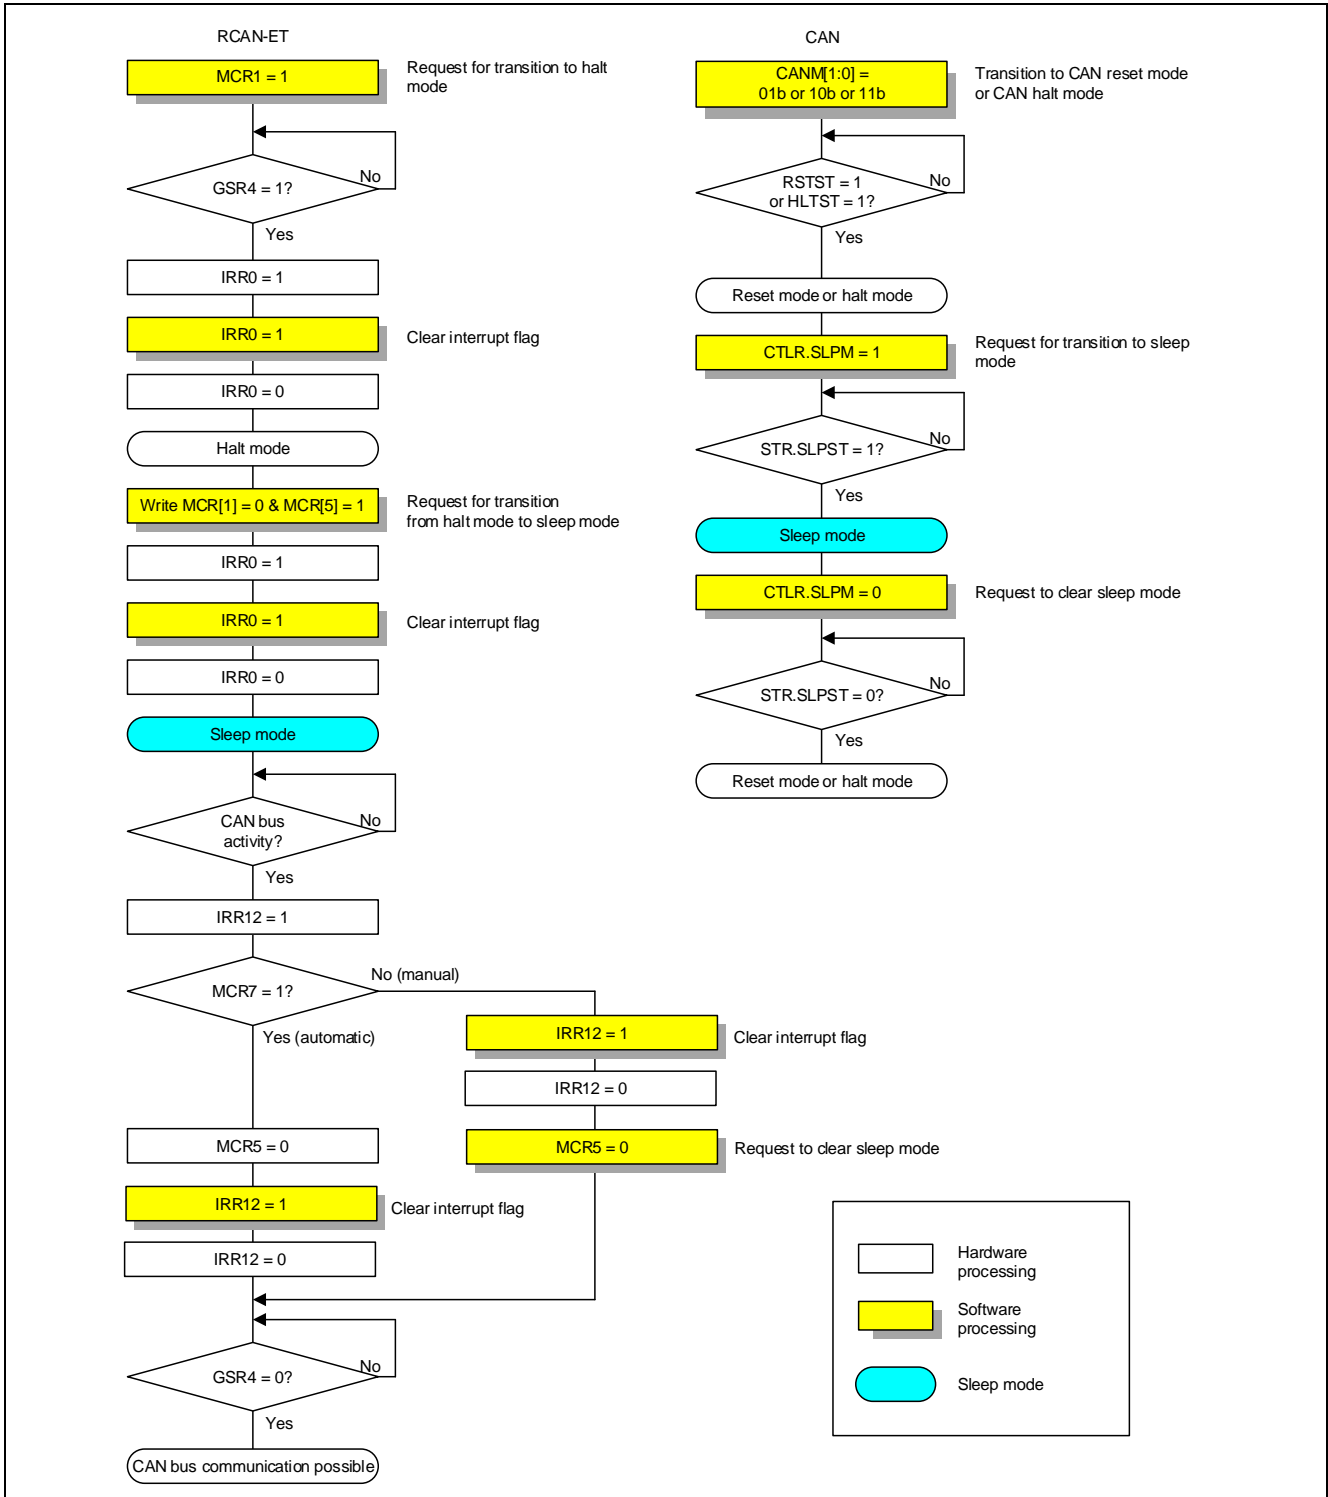 RCAN-ET
MCR1 = 1
Request for transition to halt
mode
GSR4 = 1?
No
Yes
IRR0 = 1
IRR0 = 1
Clear interrupt flag
IRR0 = 0
Halt mode
Write MCR[1] = 0 & MCR[5] = 1
Request for transition
from halt mode to sleep mode
IRR0 = 1
IRR0 = 1
Clear interrupt flag
IRR0 = 0
Sleep mode
CAN bus
activity?
No
Yes
IRR12 = 1
MCR7 = 1?
No (manual)
Yes (automatic)
IRR12 = 1
Clear interrupt flag
IRR12 = 0
MCR5 = 0
Request to clear sleep mode
MCR5 = 0
IRR12 = 1
Clear interrupt flag
IRR12 = 0
GSR4 = 0?
No
Yes
CAN bus communication possible
CAN
CANM[1:0] =
01b or 10b or 11b
Transition to CAN reset mode
or CAN halt mode
RSTST = 1
or HLTST = 1?
No
Yes
Reset mode or halt mode
CTLR.SLPM = 1
Request for transition to sleep
mode
STR.SLPST = 1?
No
Yes
Sleep mode
CTLR.SLPM = 0
Request to clear sleep mode
STR.SLPST = 0?
No
Yes
Reset mode or halt mode
Hardware
processing
Software
processing
Sleep mode